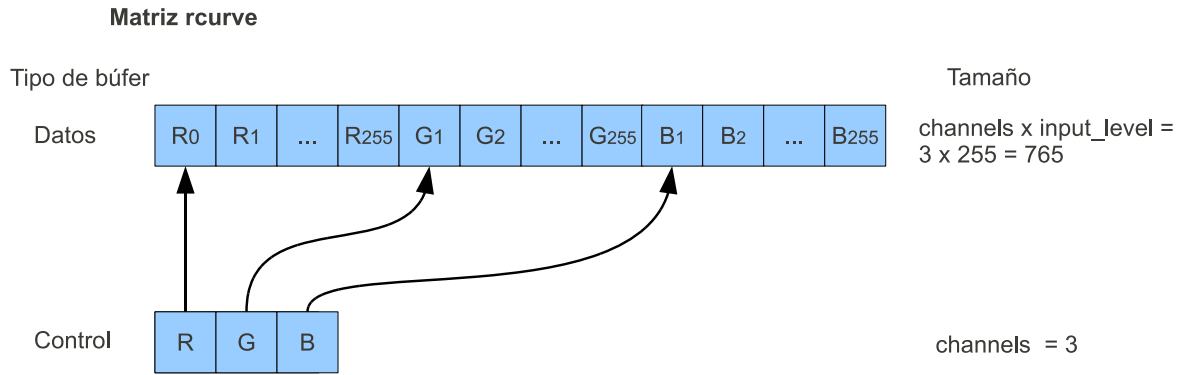 Matriz rcurve
Tipo de búfer
Tamaño
Datos
R0 R1 ... R255 G1 G2 ... G255 B1 B2 ... B255
channels x input_level =
3 x 255 = 765
Control
R G B
channels = 3